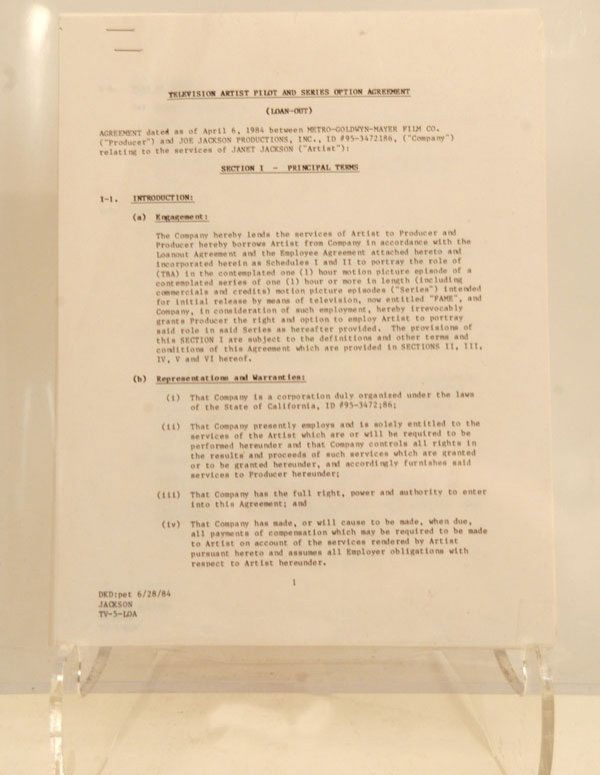 TELEVISION ARTIST PILOT AND SERIES OPTION AGREEMENT
(LOAN-OUT)
AGREEMENT dated as of April 6, 1984 between METRO-GOLDWYN-MAYER FILM CO.
("Producer") and JOE JACKSON PRODUCTIONS, INC., ID #95-3472186, ("Company")
relating to the services of JANET JACKSON ("Artist"):
SECTION I - PRINCIPAL TERMS
I-1. INTRODUCTION:
(a) Engagement:
The Company hereby lends the services of Artist to Producer and
Producer hereby borrows Artist from Company in accordance with the
Loanout Agreement and the Employee Agreement attached hereto and
incorporated herein as Schedules I and II to portray the role of
(TBA) in the contemplated one (1) hour motion picture episode of a
contemplated series of one (1) hour or more in length (including
commercials and credits) motion picture episodes ("Series") intended
for initial release by means of television, now entitled "FAME", and
Company, in consideration of such employment, hereby irrevocably
grants Producer the right and option to employ Artist to portray
said role in said Series as hereafter provided. The provisions of
this SECTION I are subject to the definitions and other terms and
conditions of this Agreement which are provided in SECTIONS II, III,
IV, V and VI hereof.
(b) Representations and Warranties:
(i) That Company is a corporation duly organized under the laws
of the State of California, ID #95-3472;86;
(ii) That Company presently employs and is solely entitled to the
services of the Artist which are or will be required to be
performed hereunder and that Company controls all rights in
the results and proceeds of such services which are granted
or to be granted hereunder, and accordingly furnishes said
services to Producer hereunder;
(iii) That Company has the full right, power and authority to enter
into this Agreement; and
(iv) That Company has made, or will cause to be made, when due,
all payments of compensation which may be required to be made
to Artist on account of the services rendered by Artist
pursuant hereto and assumes all Employer obligations with
respect to Artist hereunder.
1
DKD:pet 6/28/84
JACKSON
TV-5-LOA